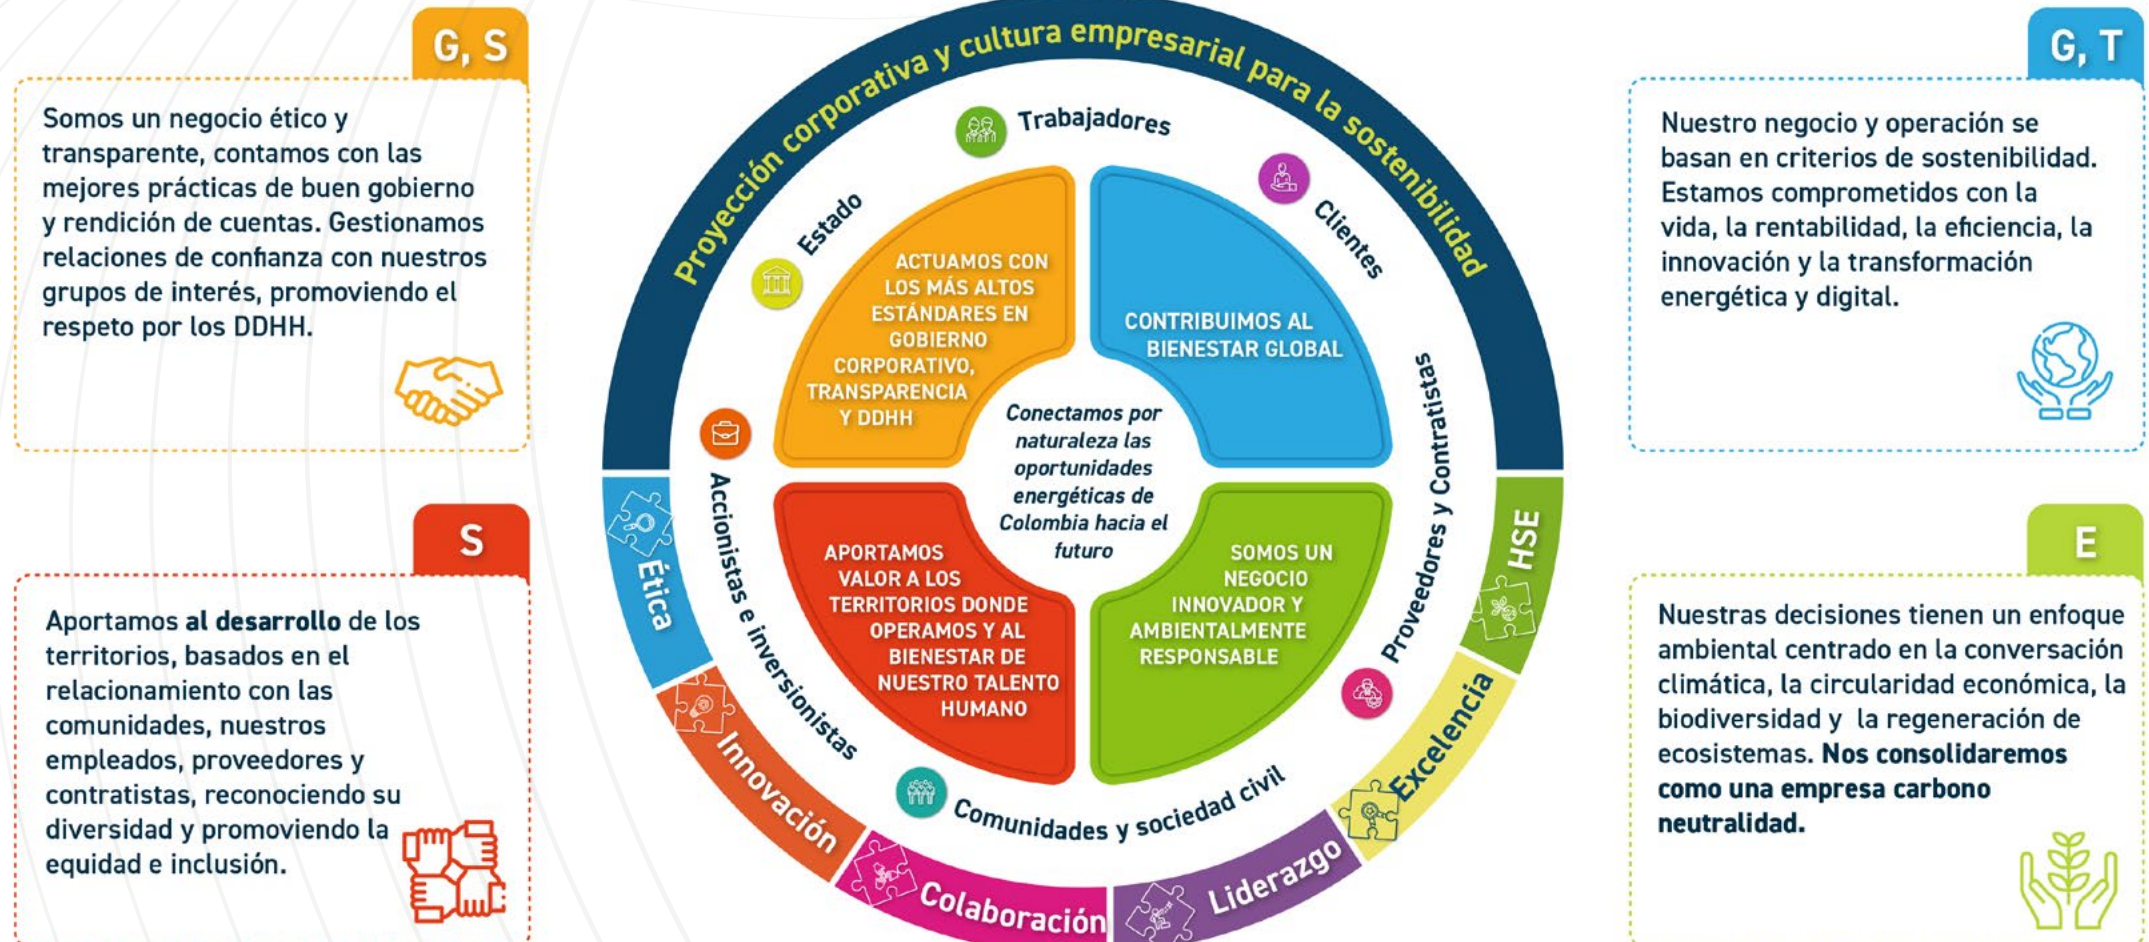 G, S
Somos un negocio ético y
transparente, contamos con las
mejores prácticas de buen gobierno
y rendición de cuentas. Gestionamos
relaciones de confianza con nuestros
grupos de interés, promoviendo el
respeto por los DDHH.
S
Aportamos al desarrollo de los
territorios, basados en el
relacionamiento con las
comunidades, nuestros
empleados, proveedores y
contratistas, reconociendo su
diversidad y promoviendo la
equidad e inclusión.
Proyección corporativa y cultura empresarial para la sostenibilidad
Estado
Trabajadores
Clientes
Proveedores y Contratistas
Comunidades y sociedad civil
Accionistas e inversionistas
ACTUAMOS CON
LOS MÁS ALTOS
ESTÁNDARES EN
GOBIERNO
CORPORATIVO,
TRANSPARENCIA
Y DDHH
CONTRIBUIMOS AL
BIENESTAR GLOBAL
Conectamos por
naturaleza las
oportunidades
energéticas de
Colombia hacia el
futuro
APORTAMOS
VALOR A LOS
TERRITORIOS DONDE
OPERAMOS Y AL
BIENESTAR DE
NUESTRO TALENTO
HUMANO
SOMOS UN
NEGOCIO
INNOVADOR Y
AMBIENTALMENTE
RESPONSABLE
Ética
Innovación
Colaboración
Liderazgo
Excelencia
HSE
G, T
Nuestro negocio y operación se
basan en criterios de sostenibilidad.
Estamos comprometidos con la
vida, la rentabilidad, la eficiencia, la
innovación y la transformación
energética y digital.
E
Nuestras decisiones tienen un enfoque
ambiental centrado en la conversación
climática, la circularidad económica, la
biodiversidad y la regeneración de
ecosistemas. Nos consolidaremos
como una empresa carbono
neutralidad.